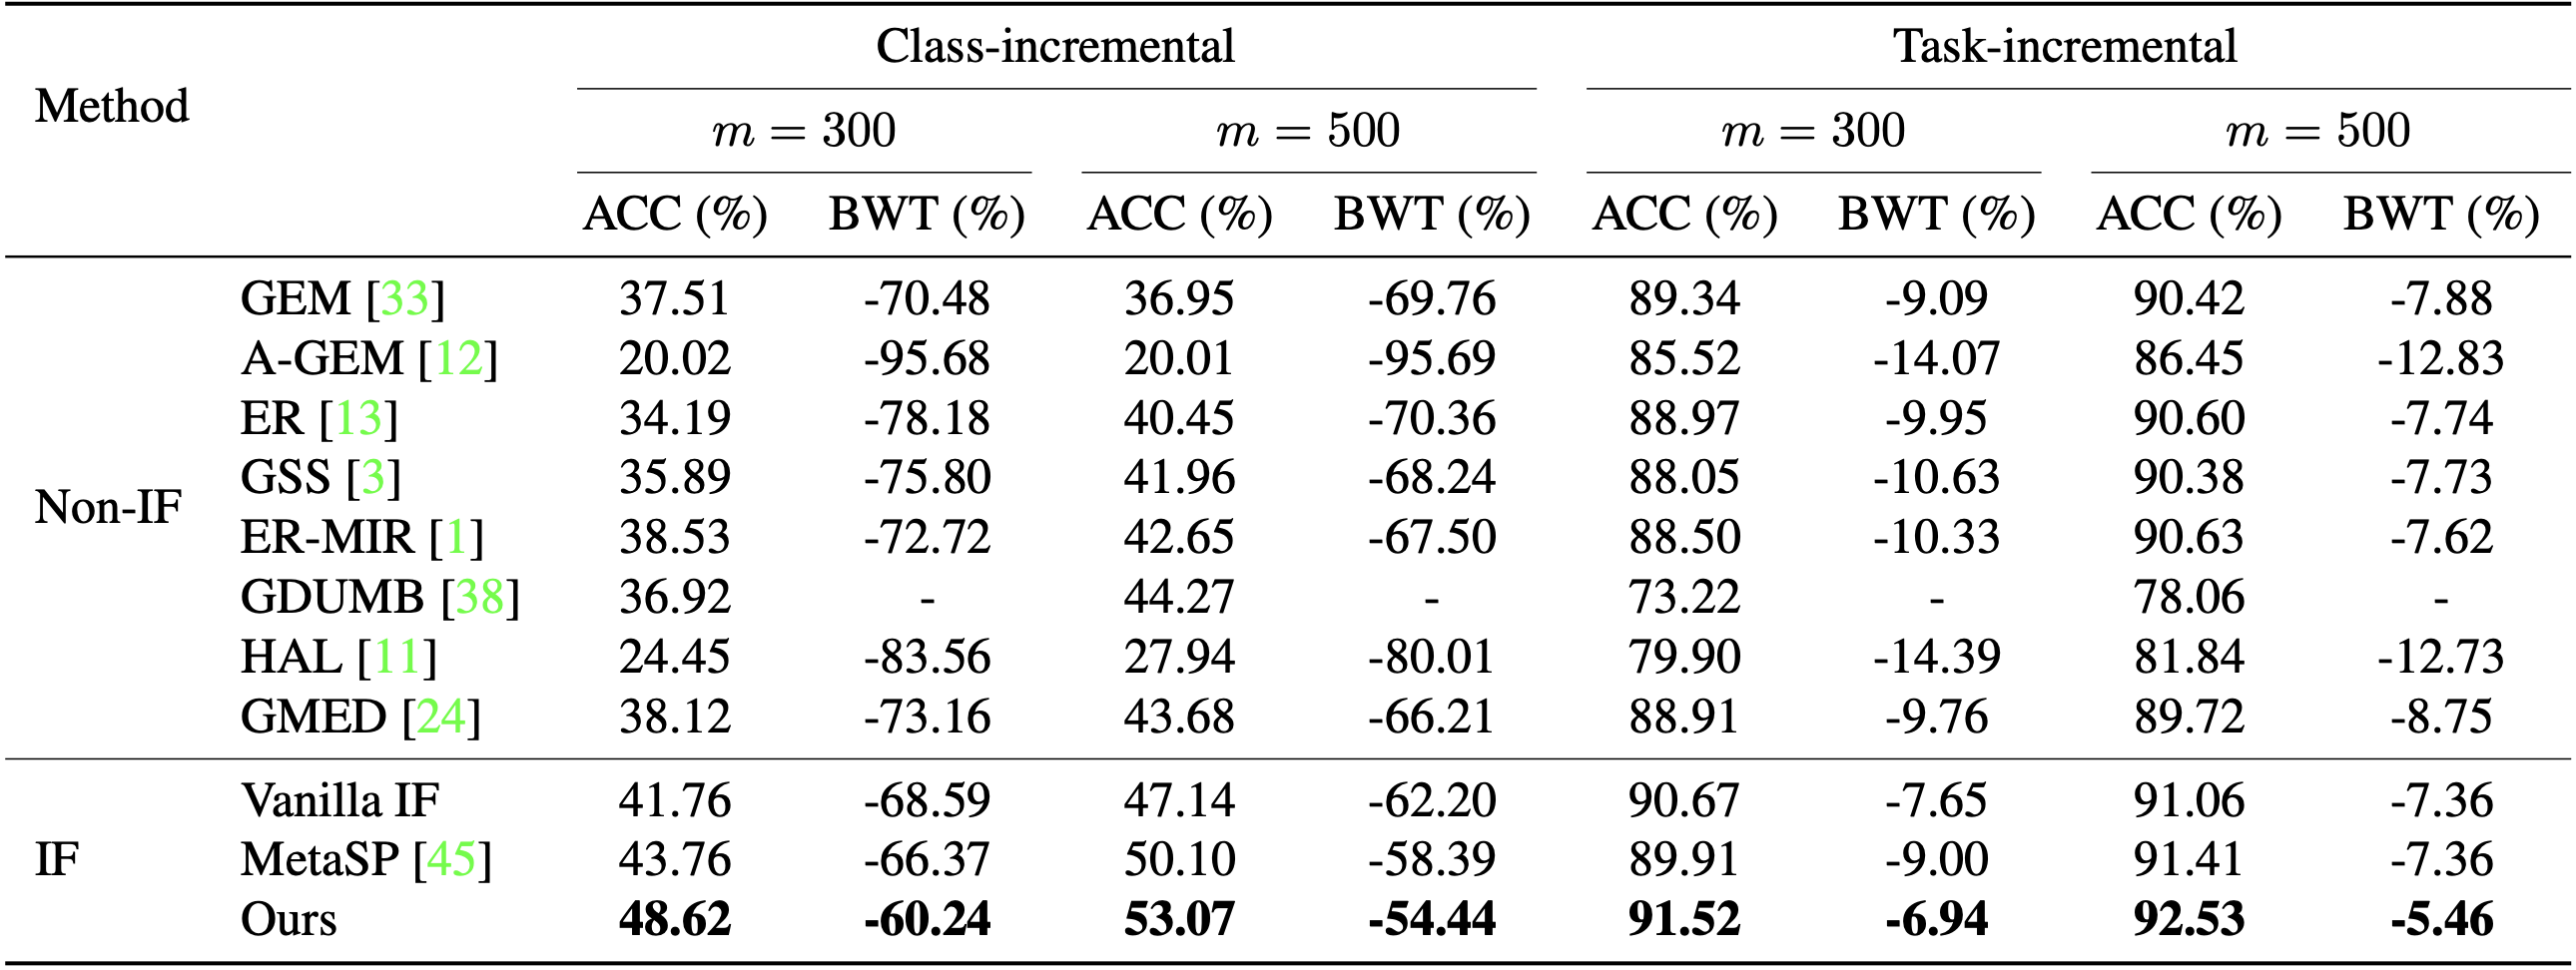 Class-incremental Task-incremental
Method
m = 300 m = 500 m = 300 m = 500
ACC (%) BWT (%) ACC (%) BWT (%) ACC (%) BWT (%) ACC (%) BWT (%)
GEM [33] 37.51 -70.48 36.95 -69.76 89.34 -9.09 90.42 -7.88
A-GEM [12] 20.02 -95.68 20.01 -95.69 85.52 -14.07 86.45 -12.83
ER [13] 34.19 -78.18 40.45 -70.36 88.97 -9.95 90.60 -7.74
GSS [3] 35.89 -75.80 41.96 -68.24 88.05 -10.63 90.38 -7.73
Non-IF
ER-MIR [1] 38.53 -72.72 42.65 -67.50 88.50 -10.33 90.63 -7.62
GDUMB [38] 36.92 - 44.27 - 73.22 - 78.06 -
HAL [11] 24.45 -83.56 27.94 -80.01 79.90 -14.39 81.84 -12.73
GMED [24] 38.12 -73.16 43.68 -66.21 88.91 -9.76 89.72 -8.75
Vanilla IF 41.76 -68.59 47.14 -62.20 90.67 -7.65 91.06 -7.36
IF MetaSP [45] 43.76 -66.37 50.10 -58.39 89.91 -9.00 91.41 -7.36
Ours 48.62 -60.24 53.07 -54.44 91.52 -6.94 92.53 -5.46